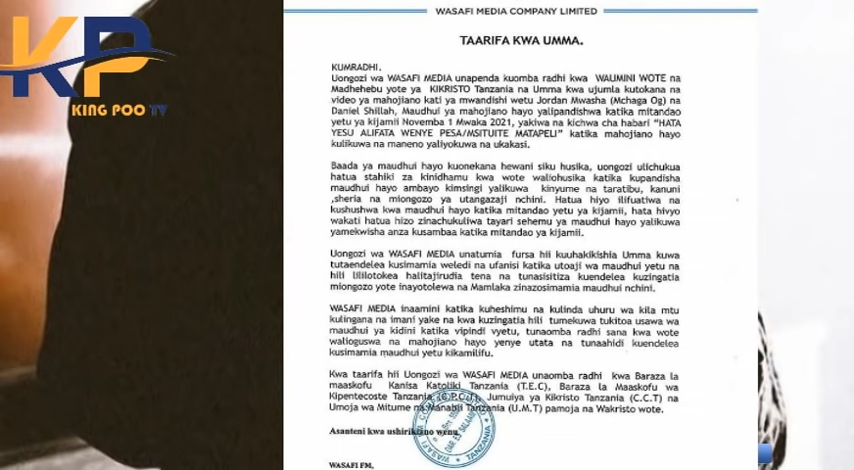 KP
KING POO TV
WASAFI MEDIA COMPANY LIMITED
TAARIFA KWA UMMA.
KUMRADHI,
Uongozi wa WASAFI MEDIA unapenda kuomba radhi kwa WAUMINI WOTE na
Madhehebu yote ya KIKRISTO Tanzania na Umma kwa ujumla kutokana na
video ya mahojiano kati ya mwandishi wetu Jordan Mwasha (Mchaga Og) na
Daniel Shillah, Maudhui ya mahojiano hayo yalipandishwa katika mitandao
yetu ya kijamii Novemba 1 Mwaka 2021, yakiwa na kichwa cha habari "HATA
YESU ALIFATA WENYE PESA/MSITUITE MATAPELI" katika mahojiano hayo
kulikuwa na maneno yaliyokuwa na ukakasi.
Baada ya maudhui hayo kuonekana hewani siku husika, uongozi ulichukua
hatua stahiki za kinidhamu kwa wote waliohusika katika kupandisha
maudhui hayo ambayo kimsingi yalikuwa kinyume na taratibu, kanuni
,sheria na miongozo ya utangazaji nchini. Hatua hiyo ilifuatiwa na
kushushwa kwa maudhui hayo katika mitandao yetu ya kijamii, hata hivyo
wakati hatua hizo zinachukuliwa tayari sehemu ya maudhui hayo yalikuwa
yamekwisha anza kusambaa katika mitandao ya kijamii.
Uongozi wa WASAFI MEDIA unatumia fursa hii kuuhakikishia Umma kuwa
tutaendelea kusimamia weledi na ufanisi katika utoaji wa maudhui yetu na
hili lililotokea halitajirudia tena na tunasisitiza kuendelea kuzingatia
miongozo yote inayotolewa na Mamlaka zinazosimamia maudhui nchini.
WASAFI MEDIA inaamini katika kuheshimu na kulinda uhuru wa kila mtu
kulingana na imani yake na kwa kuzingatia hili tumekuwa tukitoa usawa wa
maudhui ya kidini katika vipindi vyetu, tunaomba radhi sana kwa wote
walioguswa na mahojiano hayo yenye utata na tunaahidi kuendelea
kusimamia maudhui yetu kikamilifu.
Kwa taarifa hii Uongozi wa WASAFI MEDIA unaomba radhi kwa Baraza la
maaskofu Kanisa Katoliki Tanzania (T.E.C), Baraza la Maaskofu wa
Kipentecoste Tanzania (C.P.C.T), Jumuiya ya Kikristo Tanzania (C.C.T) na
Umoja wa Mitume na Manabii Tanzania (U.M.T) pamoja na Wakristo wote.
Asanteni kwa ushirikiano wenu
WASAFI FM,